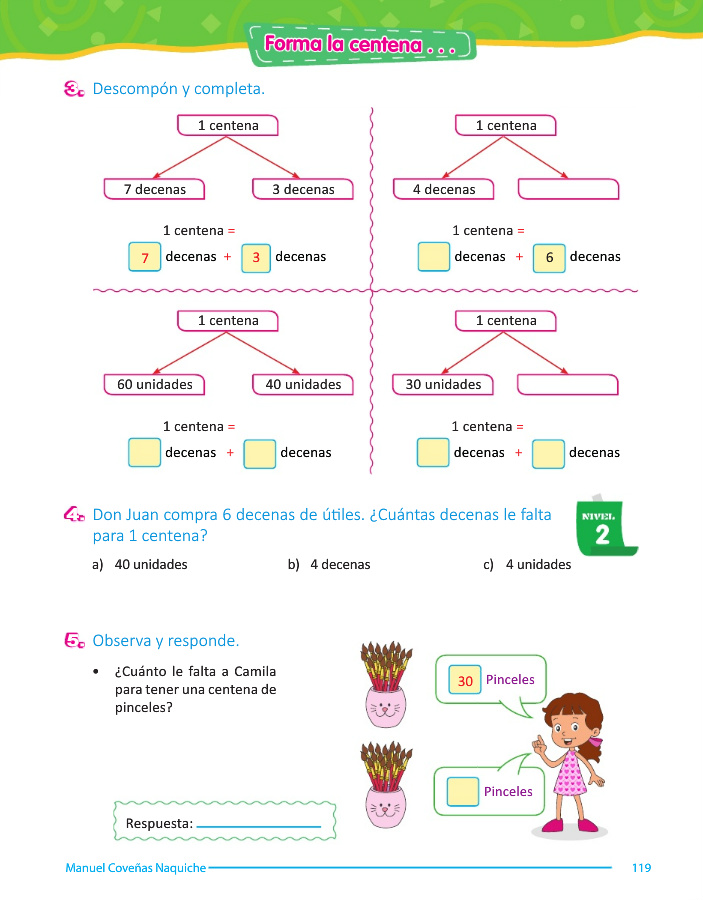 Forma la centena . . .
3. Descompón y completa.
1 centena
7 decenas 3 decenas
1 centena =
7 decenas + 3 decenas
1 centena
4 decenas
1 centena =
decenas + 6 decenas
1 centena
60 unidades 40 unidades
1 centena =
decenas + decenas
1 centena
30 unidades
1 centena =
decenas + decenas
4. Don Juan compra 6 decenas de útiles. ¿Cuántas decenas le falta
para 1 centena?
NIVEL
2
a) 40 unidades b) 4 decenas c) 4 unidades
5. Observa y responde.
• ¿Cuánto le falta a Camila
para tener una centena de
pinceles?
30 Pinceles
Pinceles
Respuesta:
Manuel Coveñas Naquiche 119